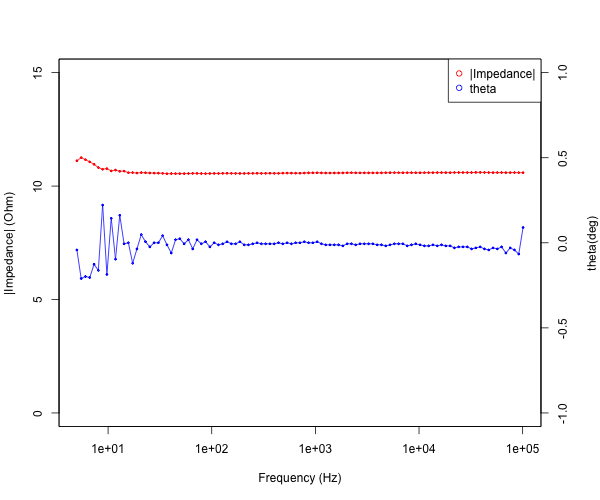 |Impedance|
theta
15
10
5
0
|Impedance| (Ohm)
1.0
0.5
0.0
-0.5
-1.0
theta(deg)
1e+01 1e+02 1e+03 1e+04 1e+05
Frequency (Hz)